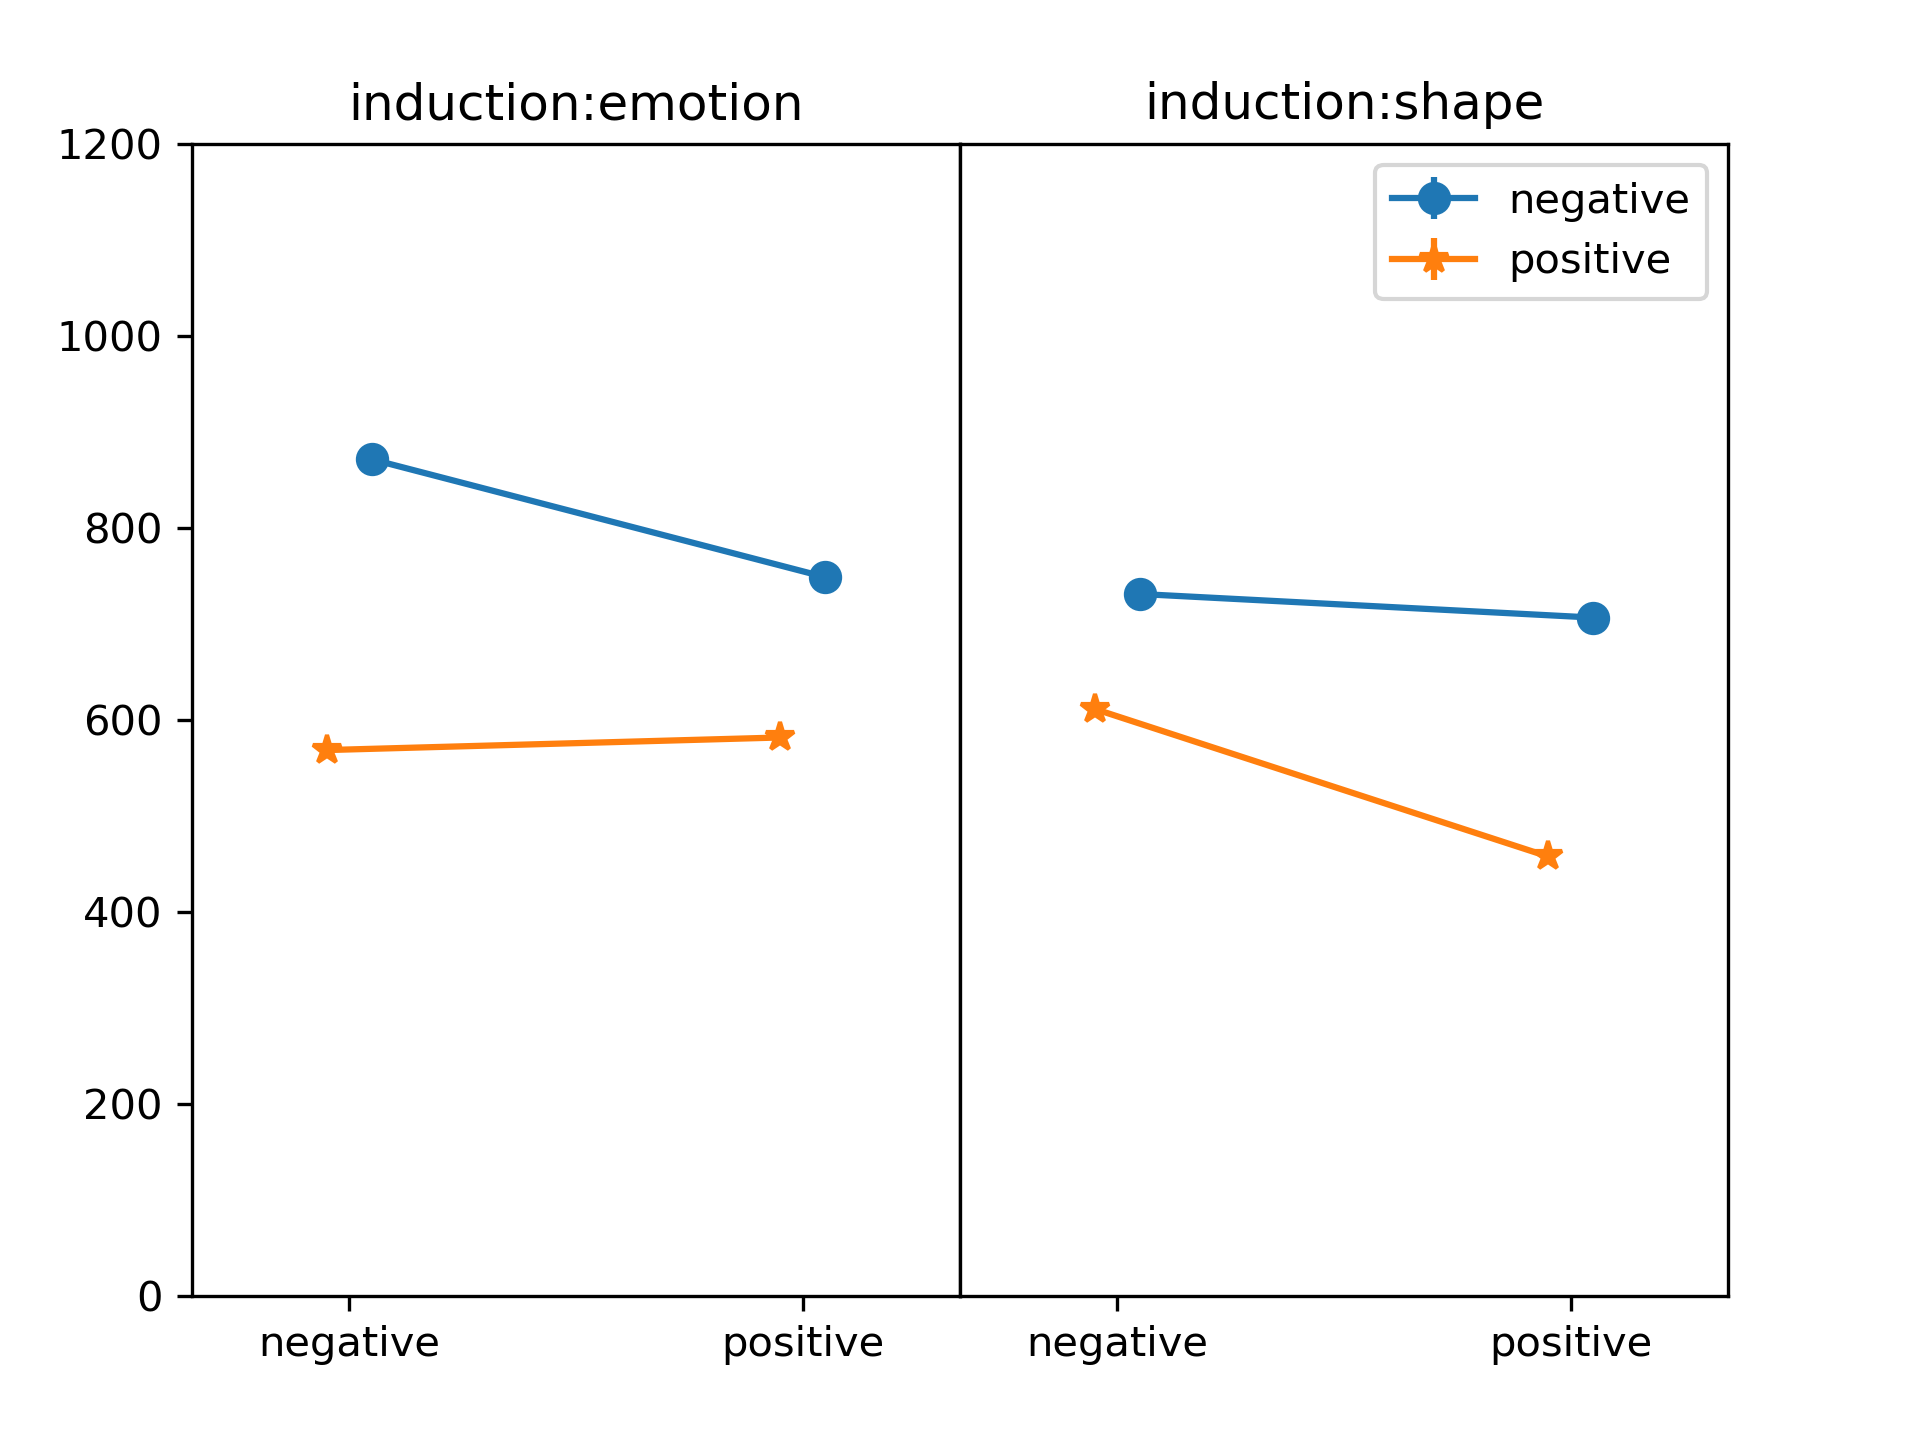 induction:emotion
induction:shape
1200
1000
800
600
400
200
0
negative
positive
negative
positive
negative
positive